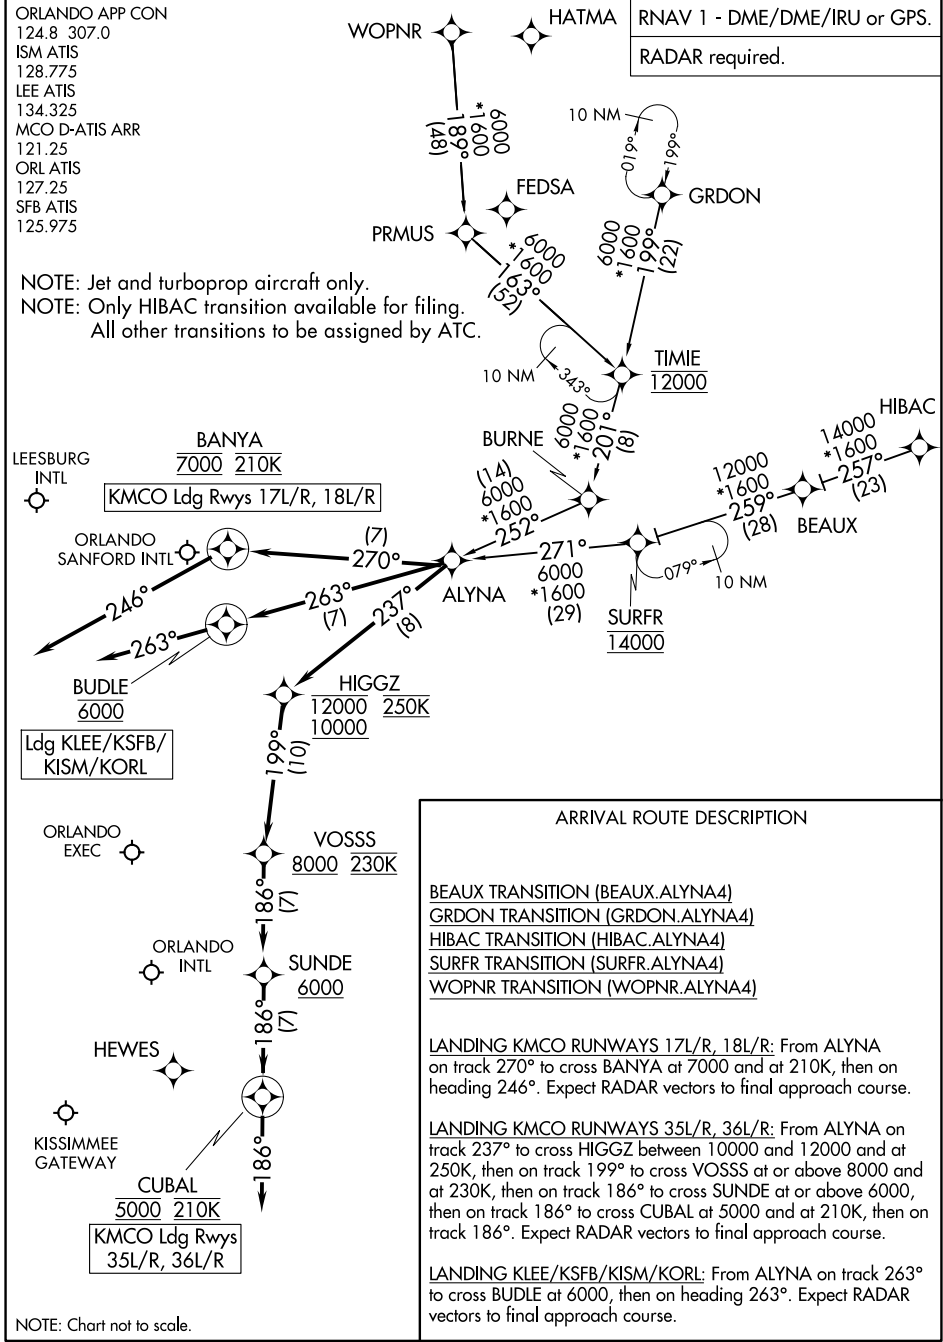 ORLANDO APP CON
124.8 307.0
ISM ATIS
128.775
LEE ATIS
134.325
MCO D-ATIS ARR
121.25
ORL ATIS
127.25
SFB ATIS
125.975
RNAV 1 - DME/DME/IRU or GPS.
RADAR required.
WOPNR
HATMA
6000
*1600
189°
(48)
10 NM
019°
199°
GRDON
FEDSA
PRMUS
6000
*1600
163°
(52)
6000
*1600
199°
(22)
NOTE: Jet and turboprop aircraft only.
NOTE: Only HIBAC transition available for filing.
All other transitions to be assigned by ATC.
10 NM
343°
TIMIE
12000
6000
*1600
201°
(8)
HIBAC
14000
*1600
257°
(23)
BURNE
BEAUX
12000
*1600
259°
(28)
LEESBURG
INTL
BANYA
7000 210K
KMCO Ldg Rwys 17L/R, 18L/R
(14)
6000
*1600
252°
ORLANDO
SANFORD INTL
(7)
270°
ALYNA
271°
6000
*1600
(29)
079°
10 NM
SURFR
14000
246°
263°
(7)
237°
(8)
263°
BUDLE
6000
Ldg KLEE/KSFB/
KISM/KORL
HIGGZ
12000 250K
10000
199°
(10)
ORLANDO
EXEC
VOSSS
8000 230K
186°
(7)
ORLANDO
INTL
SUNDE
6000
186°
(7)
HEWES
KISSIMMEE
GATEWAY
CUBAL
5000 210K
KMCO Ldg Rwys
35L/R, 36L/R
186°
NOTE: Chart not to scale.
ARRIVAL ROUTE DESCRIPTION
BEAUX TRANSITION (BEAUX.ALYNA4)
GRDON TRANSITION (GRDON.ALYNA4)
HIBAC TRANSITION (HIBAC.ALYNA4)
SURFR TRANSITION (SURFR.ALYNA4)
WOPNR TRANSITION (WOPNR.ALYNA4)
LANDING KMCO RUNWAYS 17L/R, 18L/R: From ALYNA
on track 270° to cross BANYA at 7000 and at 210K, then on
heading 246°. Expect RADAR vectors to final approach course.
LANDING KMCO RUNWAYS 35L/R, 36L/R: From ALYNA on
track 237° to cross HIGGZ between 10000 and 12000 and at
250K, then on track 199° to cross VOSSS at or above 8000 and
at 230K, then on track 186° to cross SUNDE at or above 6000,
then on track 186° to cross CUBAL at 5000 and at 210K, then on
track 186°. Expect RADAR vectors to final approach course.
LANDING KLEE/KSFB/KISM/KORL: From ALYNA on track 263°
to cross BUDLE at 6000, then on heading 263°. Expect RADAR
vectors to final approach course.